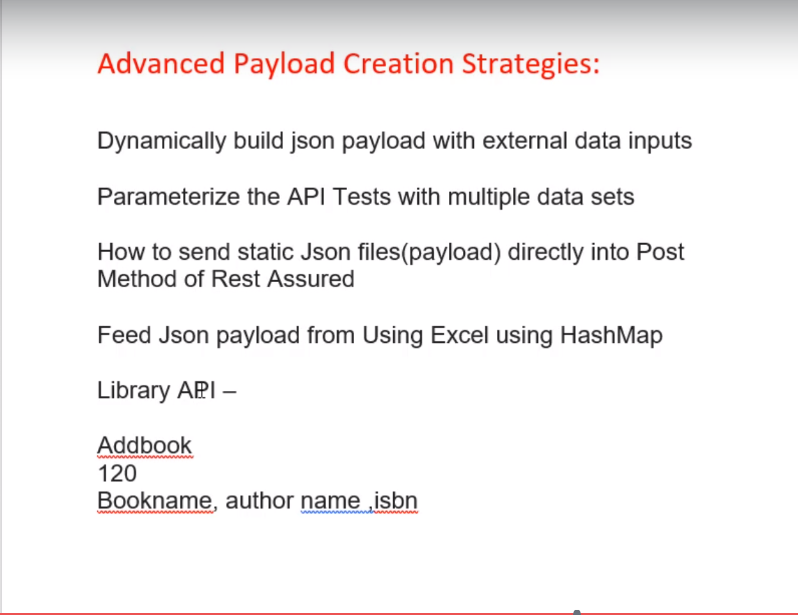 Advanced Payload Creation Strategies:
Dynamically build json payload with external data inputs
Parameterize the API Tests with multiple data sets
How to send static Json files(payload) directly into Post
Method of Rest Assured
Feed Json payload from Using Excel using HashMap
Library API –
Addbook
120
Bookname, author name ,isbn